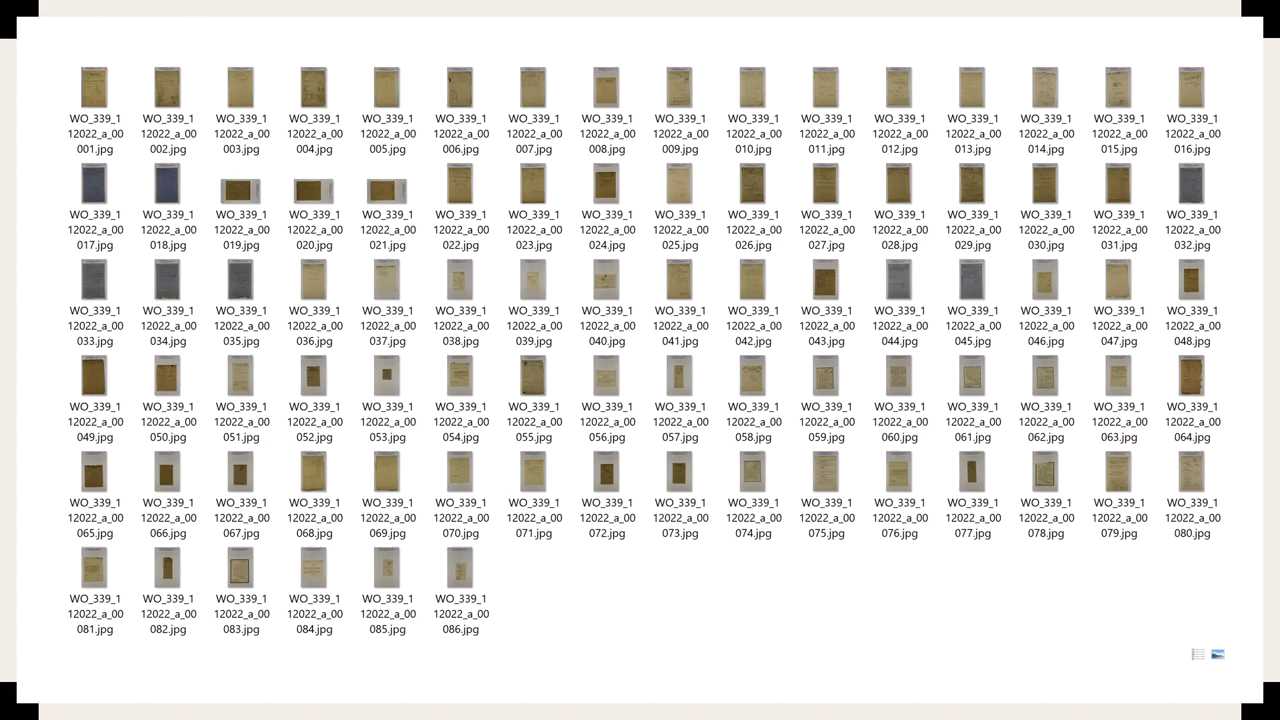 WO_339_1 WO_339_1 WO_339_1 WO_339_1 WO_339_1 WO_339_1 WO_339_1 WO_339_1 WO_339_1 WO_339_1 WO_339_1 WO_339_1 WO_339_1 WO_339_1 WO_339_1 WO_339_1
12022_a_00 12022_a_00 12022_a_00 12022_a_00 12022_a_00 12022_a_00 12022_a_00 12022_a_00 12022_a_00 12022_a_00 12022_a_00 12022_a_00 12022_a_00 12022_a_00 12022_a_00 12022_a_00
001.jpg 002.jpg 003.jpg 004.jpg 005.jpg 006.jpg 007.jpg 008.jpg 009.jpg 010.jpg 011.jpg 012.jpg 013.jpg 014.jpg 015.jpg 016.jpg
WO_339_1 WO_339_1 WO_339_1 WO_339_1 WO_339_1 WO_339_1 WO_339_1 WO_339_1 WO_339_1 WO_339_1 WO_339_1 WO_339_1 WO_339_1 WO_339_1 WO_339_1 WO_339_1
12022_a_00 12022_a_00 12022_a_00 12022_a_00 12022_a_00 12022_a_00 12022_a_00 12022_a_00 12022_a_00 12022_a_00 12022_a_00 12022_a_00 12022_a_00 12022_a_00 12022_a_00 12022_a_00
017.jpg 018.jpg 019.jpg 020.jpg 021.jpg 022.jpg 023.jpg 024.jpg 025.jpg 026.jpg 027.jpg 028.jpg 029.jpg 030.jpg 031.jpg 032.jpg
WO_339_1 WO_339_1 WO_339_1 WO_339_1 WO_339_1 WO_339_1 WO_339_1 WO_339_1 WO_339_1 WO_339_1 WO_339_1 WO_339_1 WO_339_1 WO_339_1 WO_339_1 WO_339_1
12022_a_00 12022_a_00 12022_a_00 12022_a_00 12022_a_00 12022_a_00 12022_a_00 12022_a_00 12022_a_00 12022_a_00 12022_a_00 12022_a_00 12022_a_00 12022_a_00 12022_a_00 12022_a_00
033.jpg 034.jpg 035.jpg 036.jpg 037.jpg 038.jpg 039.jpg 040.jpg 041.jpg 042.jpg 043.jpg 044.jpg 045.jpg 046.jpg 047.jpg 048.jpg
WO_339_1 WO_339_1 WO_339_1 WO_339_1 WO_339_1 WO_339_1 WO_339_1 WO_339_1 WO_339_1 WO_339_1 WO_339_1 WO_339_1 WO_339_1 WO_339_1 WO_339_1 WO_339_1
12022_a_00 12022_a_00 12022_a_00 12022_a_00 12022_a_00 12022_a_00 12022_a_00 12022_a_00 12022_a_00 12022_a_00 12022_a_00 12022_a_00 12022_a_00 12022_a_00 12022_a_00 12022_a_00
049.jpg 050.jpg 051.jpg 052.jpg 053.jpg 054.jpg 055.jpg 056.jpg 057.jpg 058.jpg 059.jpg 060.jpg 061.jpg 062.jpg 063.jpg 064.jpg
WO_339_1 WO_339_1 WO_339_1 WO_339_1 WO_339_1 WO_339_1 WO_339_1 WO_339_1 WO_339_1 WO_339_1 WO_339_1 WO_339_1 WO_339_1 WO_339_1 WO_339_1 WO_339_1
12022_a_00 12022_a_00 12022_a_00 12022_a_00 12022_a_00 12022_a_00 12022_a_00 12022_a_00 12022_a_00 12022_a_00 12022_a_00 12022_a_00 12022_a_00 12022_a_00 12022_a_00 12022_a_00
065.jpg 066.jpg 067.jpg 068.jpg 069.jpg 070.jpg 071.jpg 072.jpg 073.jpg 074.jpg 075.jpg 076.jpg 077.jpg 078.jpg 079.jpg 080.jpg
WO_339_1 WO_339_1 WO_339_1 WO_339_1 WO_339_1 WO_339_1
12022_a_00 12022_a_00 12022_a_00 12022_a_00 12022_a_00 12022_a_00
081.jpg 082.jpg 083.jpg 084.jpg 085.jpg 086.jpg